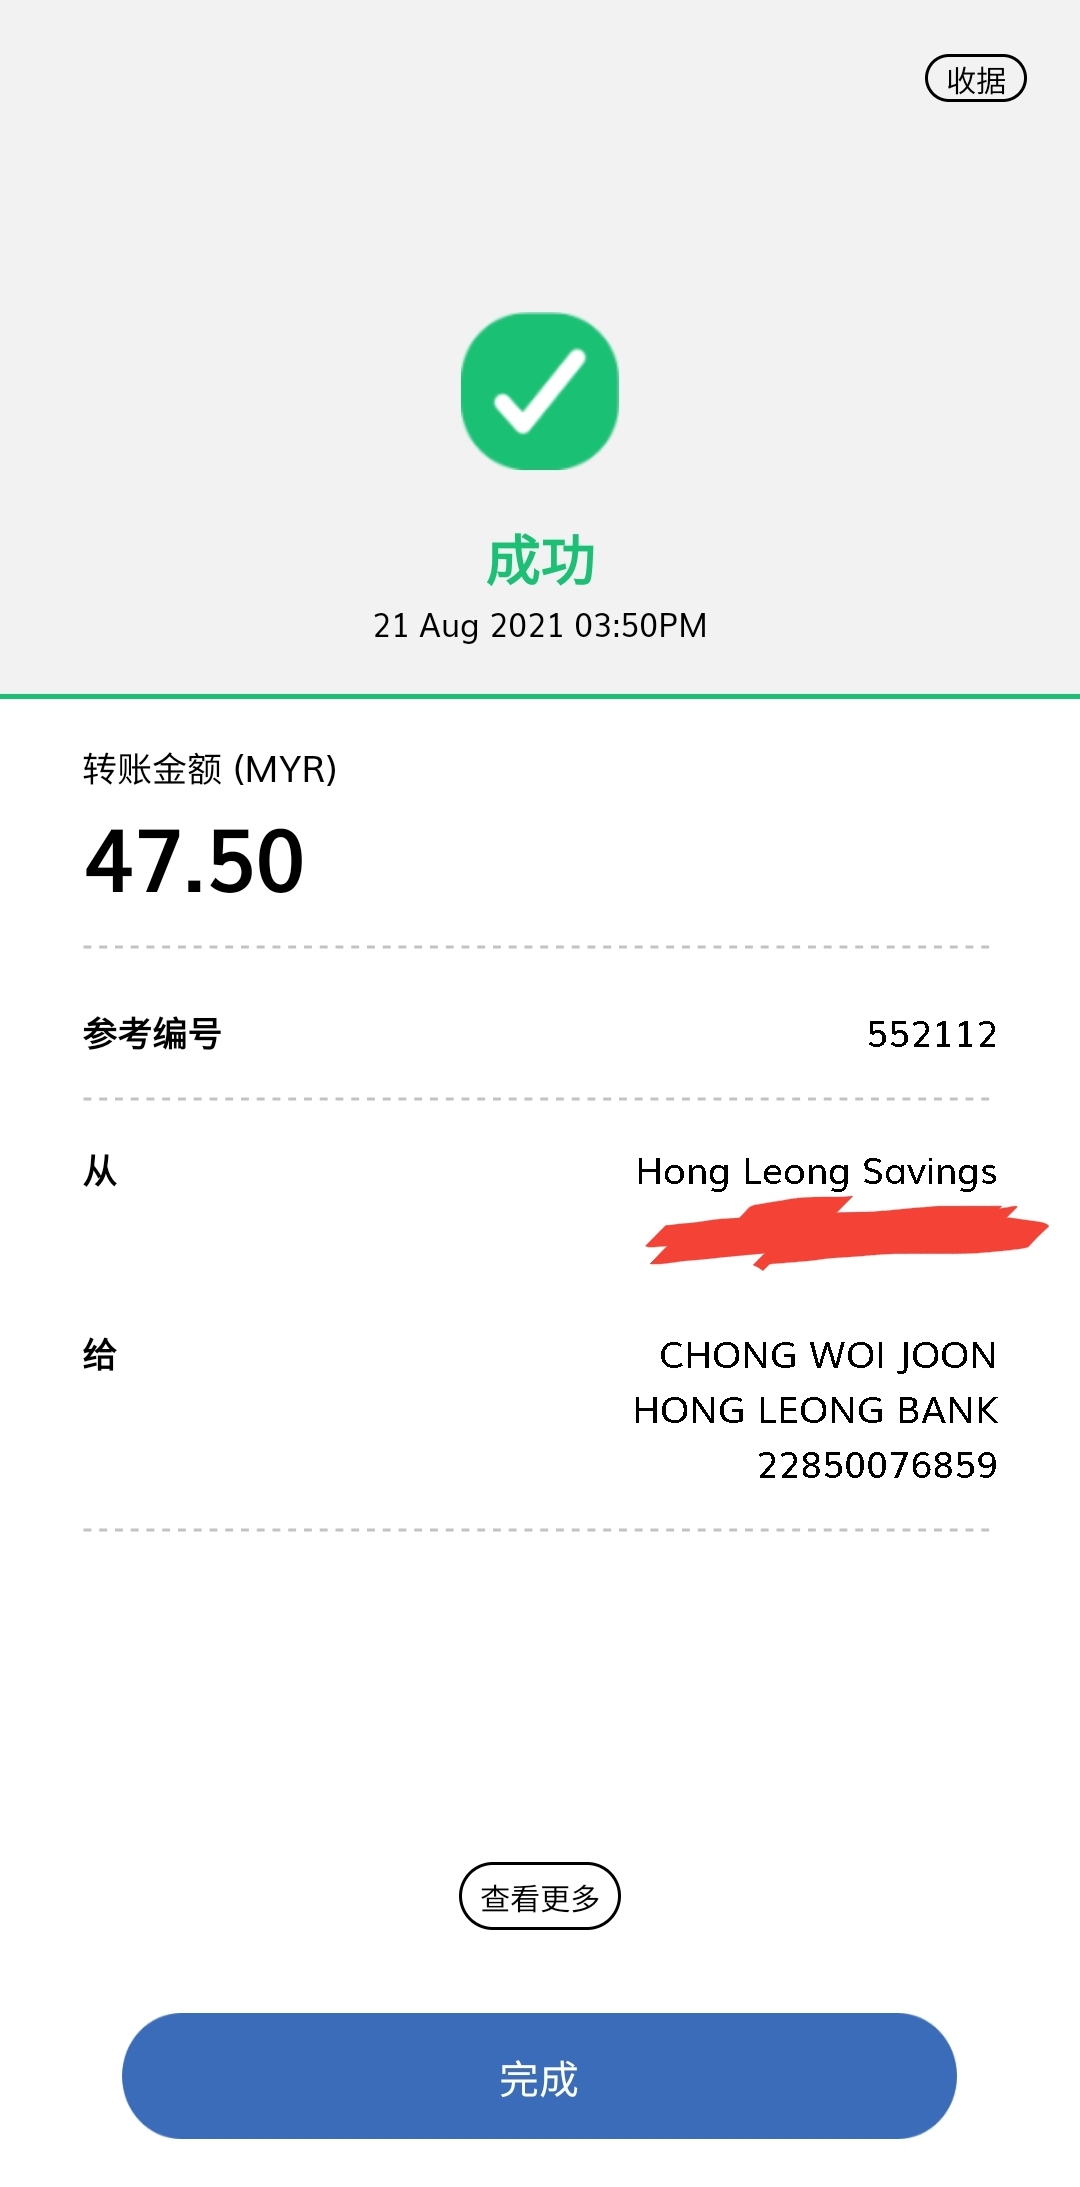 收据
成功
21 Aug 2021 03:50PM
转账金额 (MYR)
47.50
参考编号 552112
从 Hong Leong Savings
给 CHONG WOI JOON
HONG LEONG BANK
22850076859
查看更多
完成